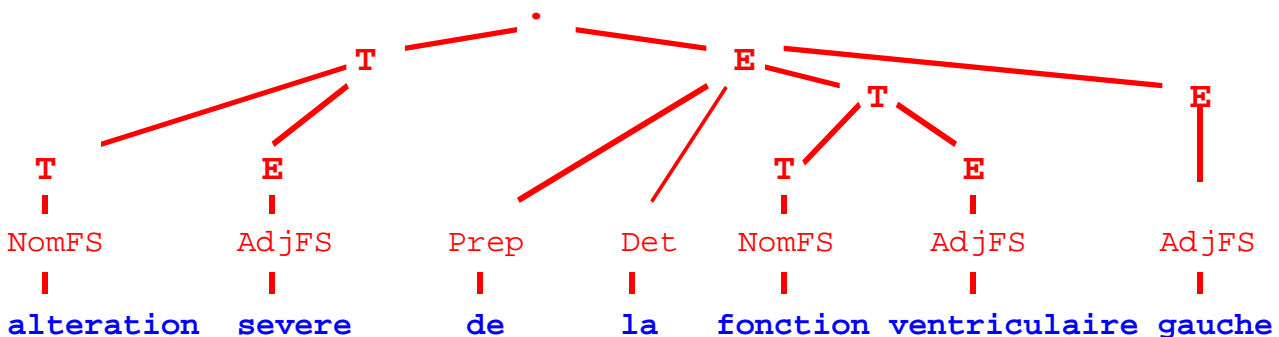 .
T E
T E
T E T E
NomFS AdjFS Prep Det NomFS AdjFS AdjFS
alteration severe de la fonction ventriculaire gauche